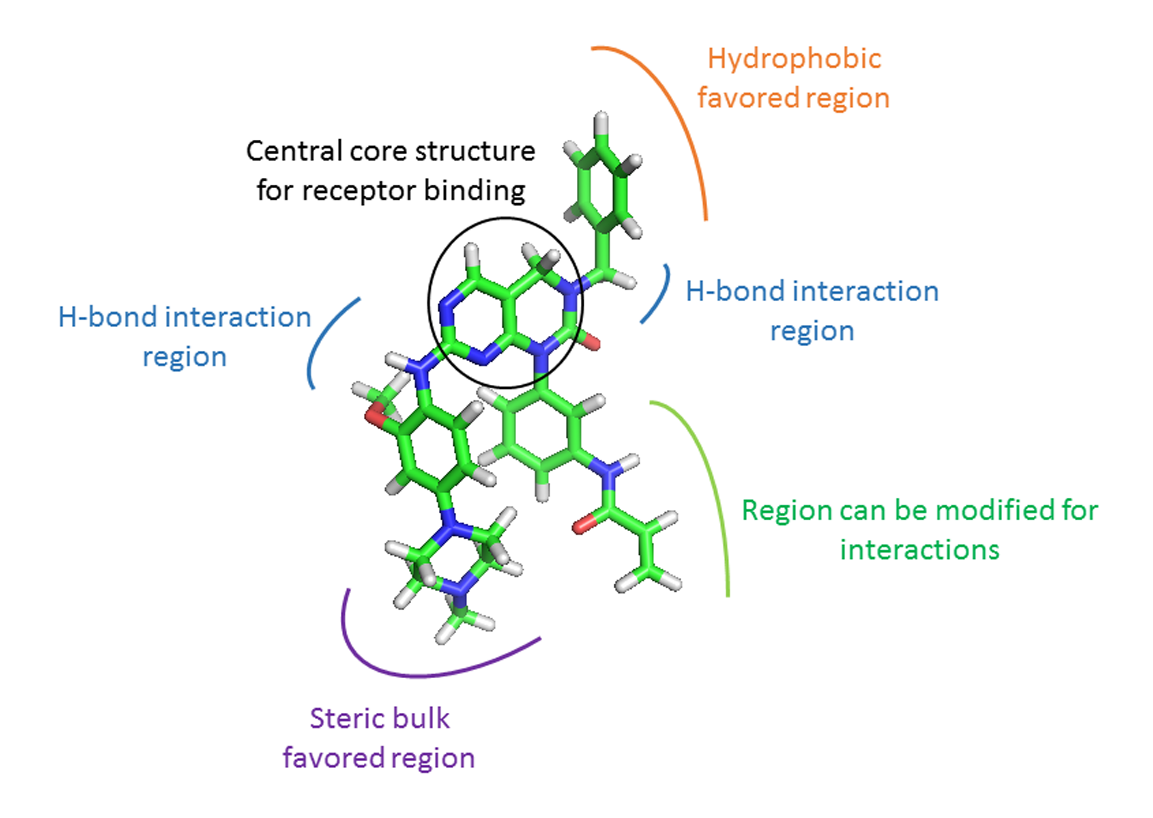 Hydrophobic
favored region
Central core structure
for receptor binding
H-bond interaction
region
H-bond interaction
region
Region can be modified for
interactions
Steric bulk
favored region